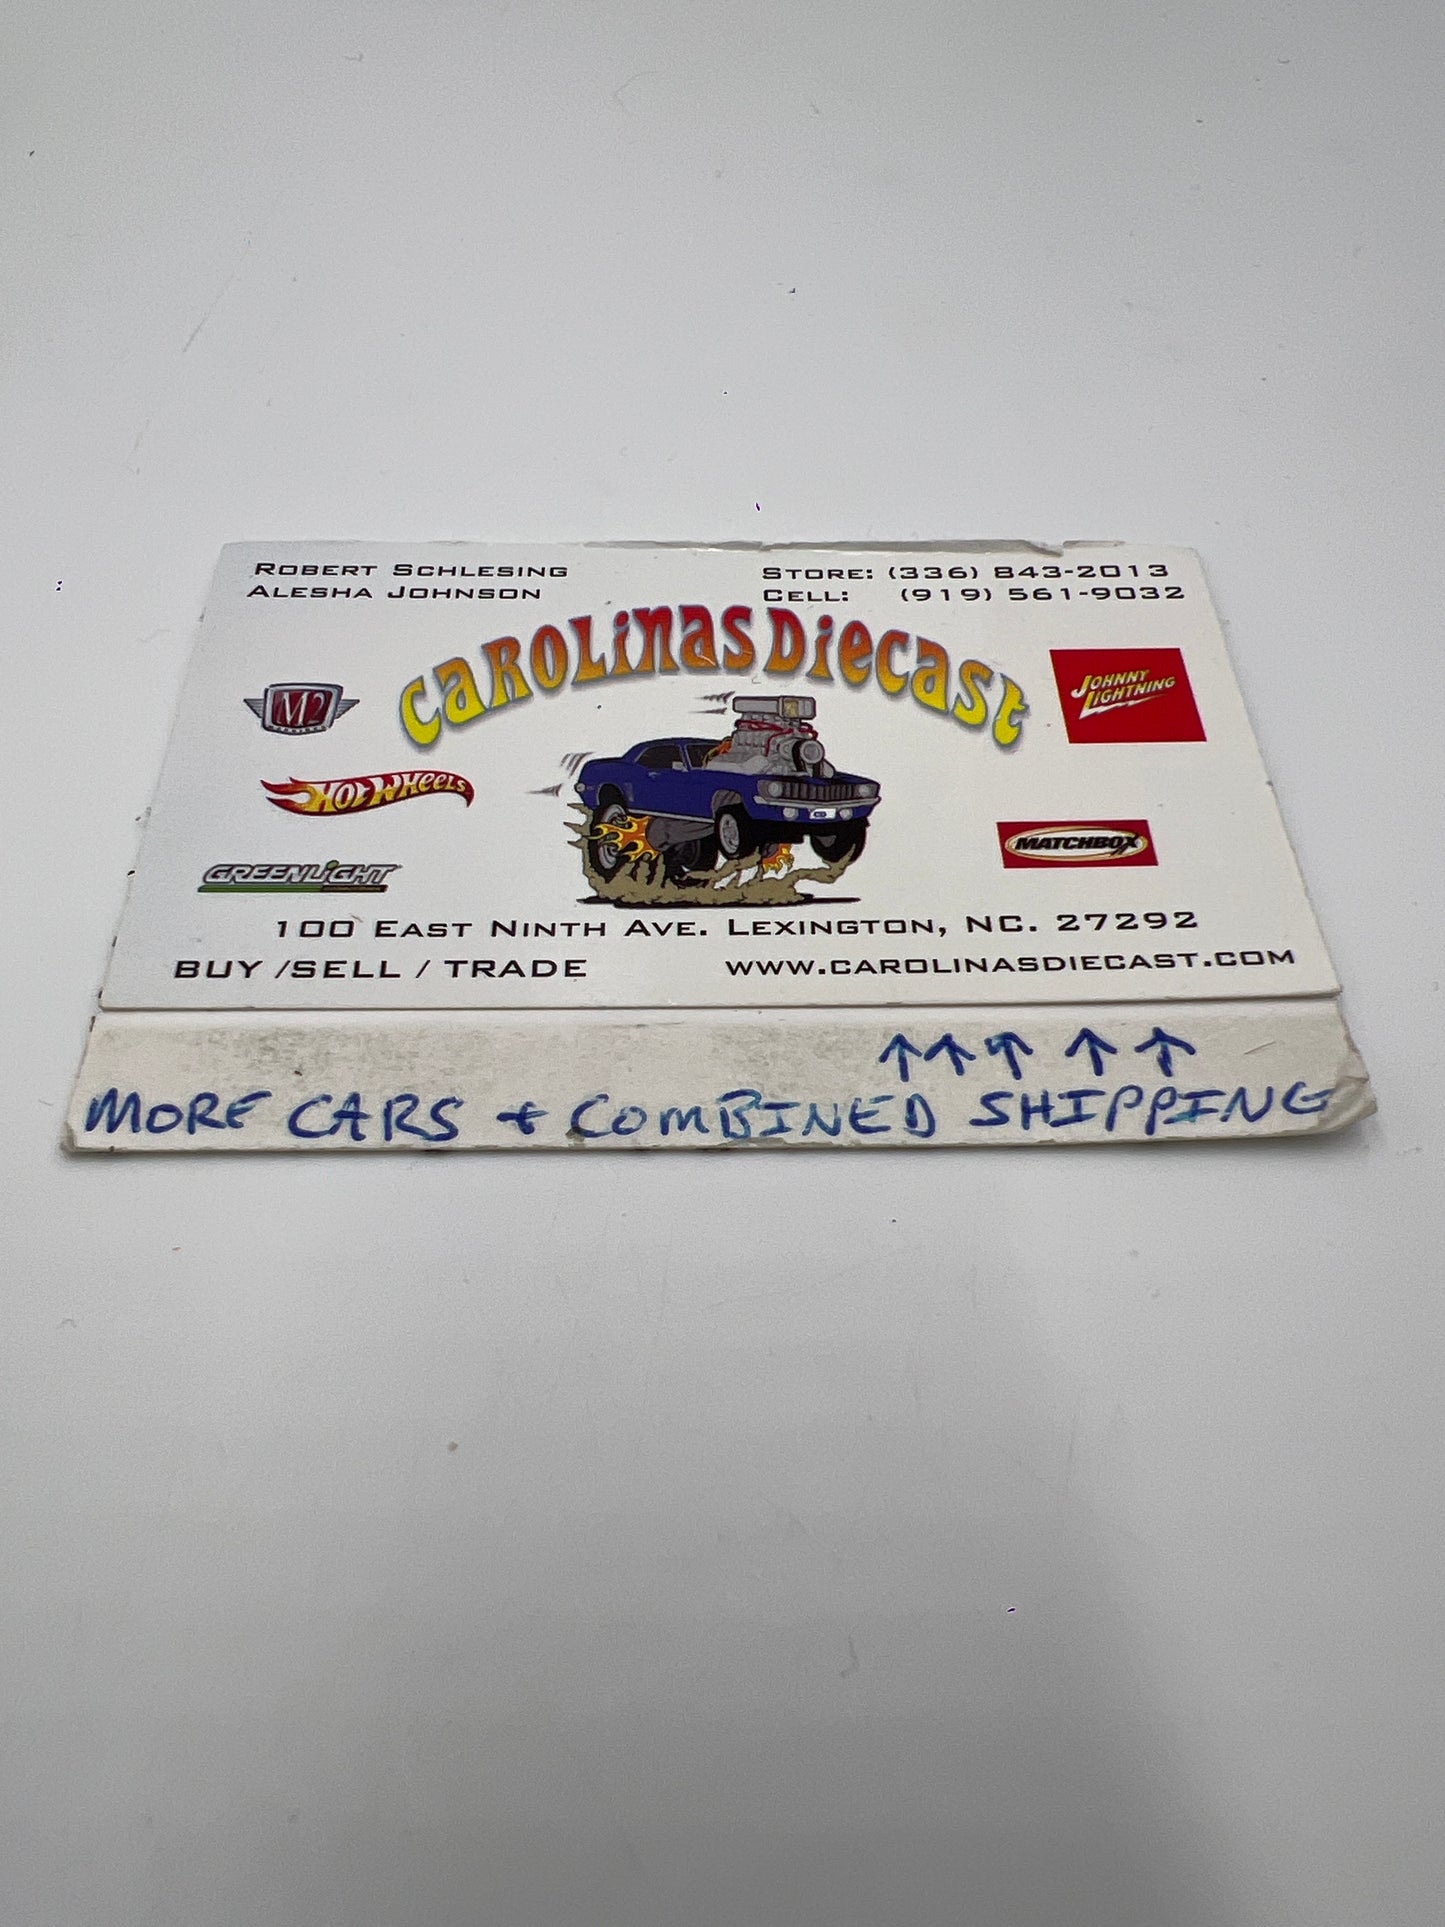 ROBERT SCHLESING
ALESHA JOHNSON
STORE: (336) 843-2013
CELL: (919) 561-9032
CAROLINAS DIECAST
M2
JOHNNY
LIGHTNING
HOT WHEELS
MATCHBOX
GREENLIGHT
100 EAST NINTH AVE. LEXINGTON, NC. 27292
BUY /SELL / TRADE
WWW.CAROLINASDIECAST.COM
↑↑↑↑↑
MORE CARS + COMBINED SHIPPING